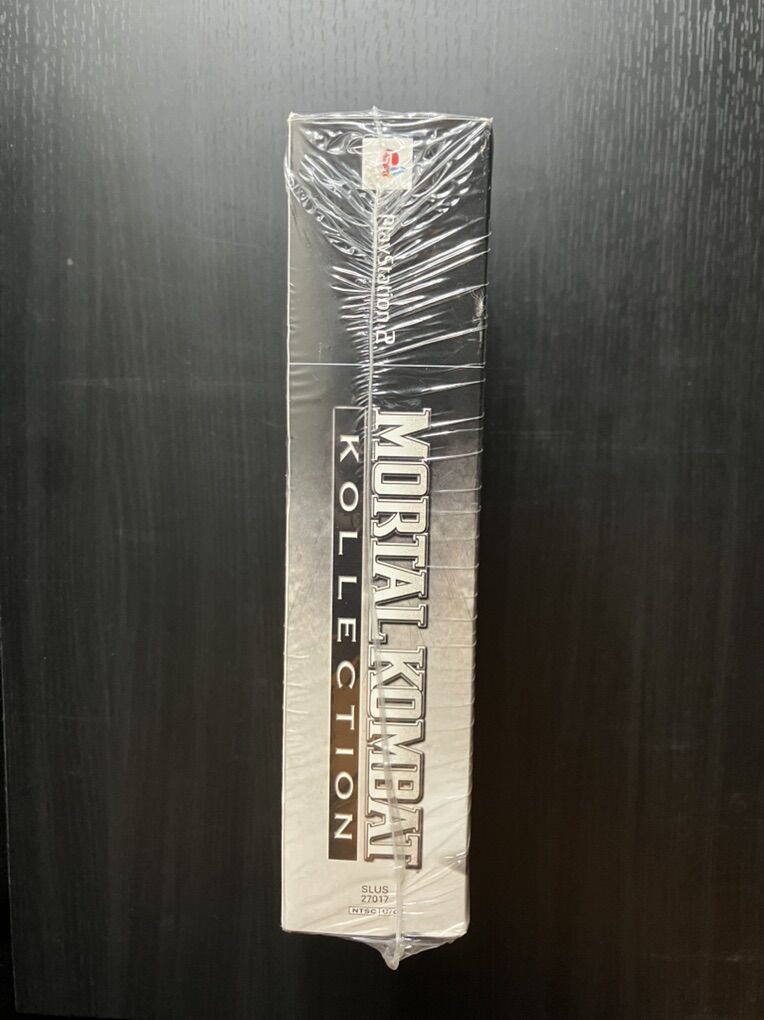 PlayStation 2
MORTAL KOMBAT
KOLLECTION
SLUS
27017
NTSC U/C